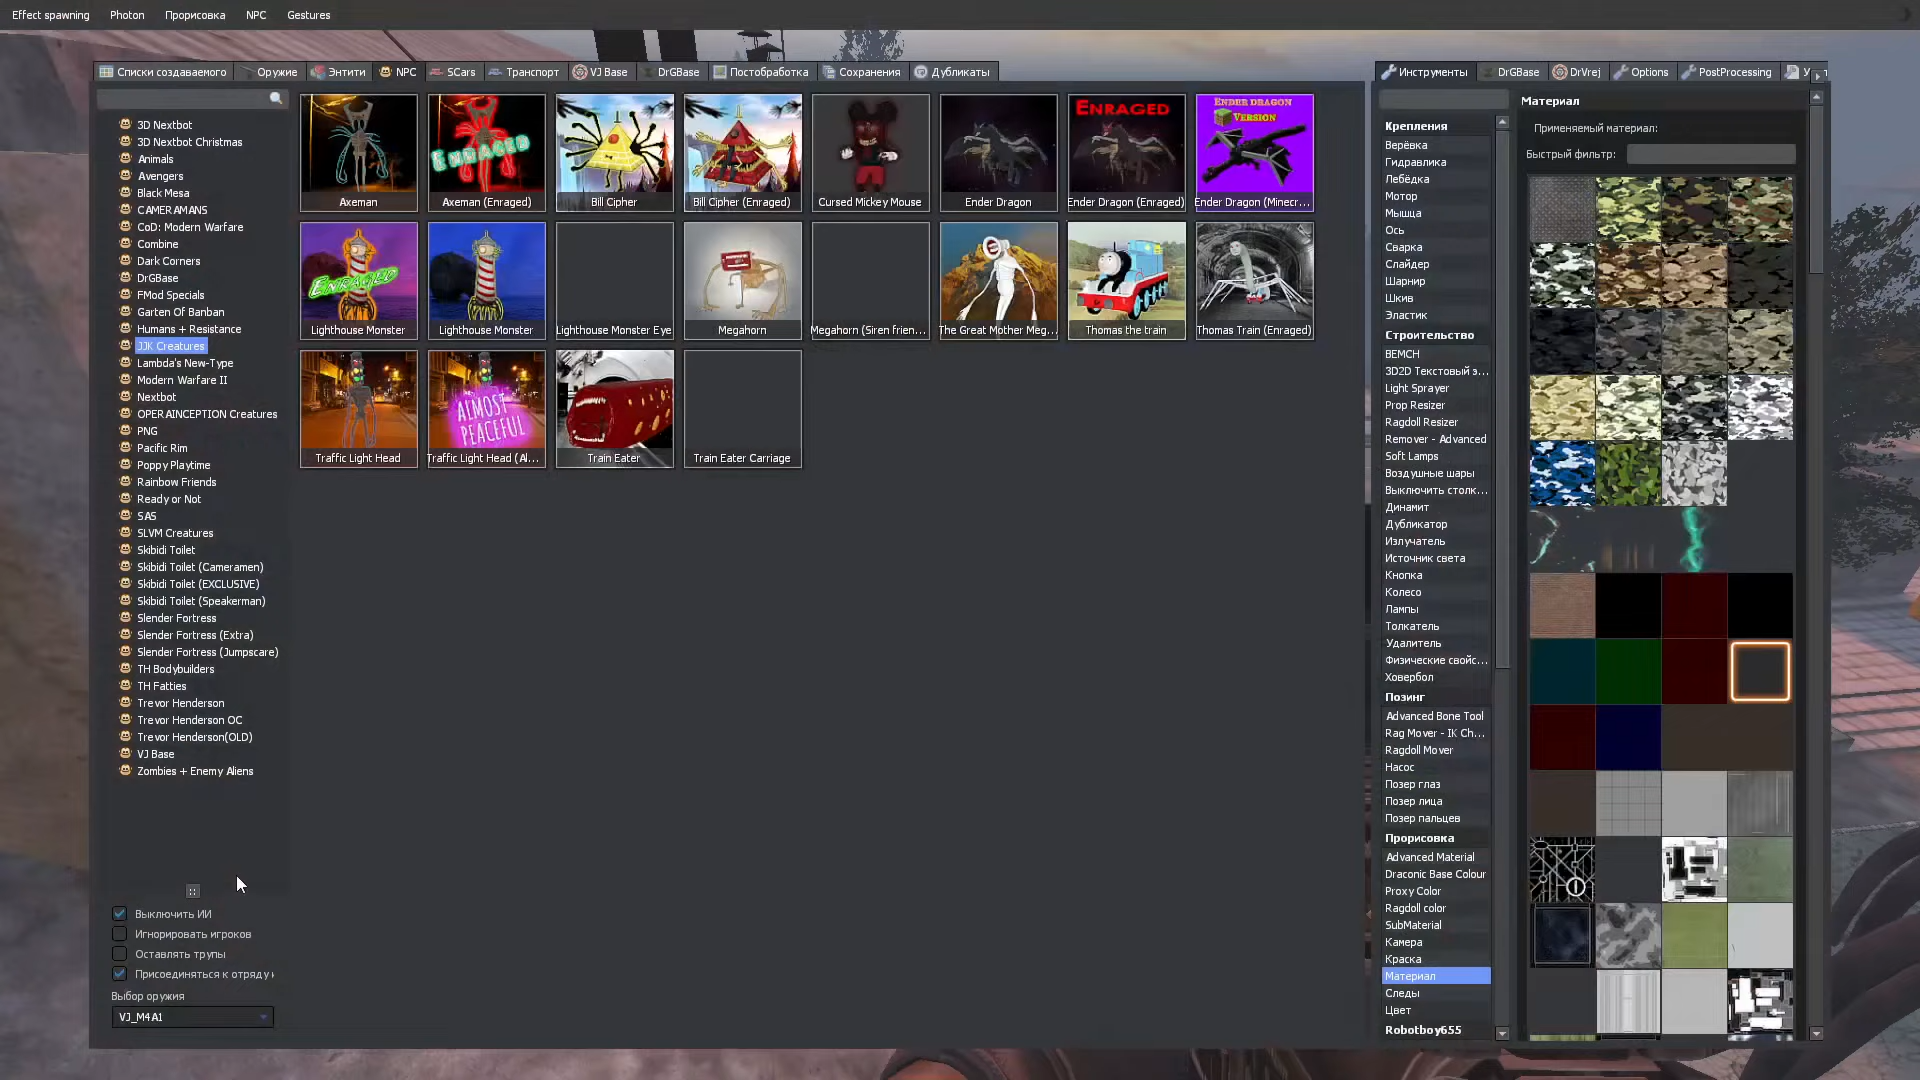 Effect spawning
Photon
Прорисовка
NPC
Gestures
Списки создаваемого
Оружие
Энтити
NPC
SCars
Транспорт
VJ Base
DrGBase
Постобработка
Сохранения
Дубликаты
3D Nextbot
3D Nextbot Christmas
Animals
Avengers
Black Mesa
CAMERAMANS
CoD: Modern Warfare
Combine
Dark Corners
DrGBase
FMod Specials
Garten Of Banban
Humans + Resistance
JJK Creatures
Lambda's New-Type
Modern Warfare II
Nextbot
OPERAINCEPTION Creatures
PNG
Pacific Rim
Poppy Playtime
Rainbow Friends
Ready or Not
SAS
SLVM Creatures
Skibidi Toilet
Skibidi Toilet (Cameramen)
Skibidi Toilet (EXCLUSIVE)
Skibidi Toilet (Speakerman)
Slender Fortress
Slender Fortress (Extra)
Slender Fortress (Jumpscare)
TH Bodybuilders
TH Fatties
Trevor Henderson
Trevor Henderson OC
Trevor Henderson(OLD)
VJ Base
Zombies + Enemy Aliens
Выключить ИИ
Игнорировать игроков
Оставлять трупы
Присоединяться к отряду
Выбор оружия
VJ_M4A1
Axeman
ENRAGED
Axeman (Enraged)
Bill Cipher
Bill Cipher (Enraged)
Cursed Mickey Mouse
Ender Dragon
ENRAGED
Ender Dragon (Enraged)
ENDER DRAGON
VERSION
Ender Dragon (Minecr...
ENRAGED
Lighthouse Monster
Lighthouse Monster
Lighthouse Monster Eye
Megahorn
Megahorn (Siren frien...
The Great Mother Meg...
Thomas the train
Thomas Train (Enraged)
Traffic Light Head
ALMOST
PEACEFUL
Traffic Light Head (Al...
Train Eater
Train Eater Carriage
Инструменты
DrGBase
DrVrej
Options
PostProcessing
Крепления
Верёвка
Гидравлика
Лебёдка
Мотор
Мышца
Ось
Сварка
Слайдер
Шарнир
Шкив
Эластик
Строительство
BEMCH
3D2D Текстовый э...
Light Sprayer
Prop Resizer
Ragdoll Resizer
Remover - Advanced
Soft Lamps
Воздушные шары
Выключить столк...
Динамит
Дубликатор
Излучатель
Источник света
Кнопка
Колесо
Лампы
Толкатель
Удалитель
Физические свойс...
Ховербол
Позинг
Advanced Bone Tool
Rag Mover - IK Ch...
Ragdoll Mover
Насос
Позер глаз
Позер лица
Позер пальцев
Прорисовка
Advanced Material
Draconic Base Colour
Proxy Color
Ragdoll color
SubMaterial
Камера
Краска
Материал
Следы
Цвет
Robotboy655
Материал
Применяемый материал:
Быстрый фильтр: